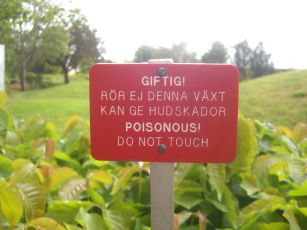 GIFTIG!
RÖR EJ DENNA VÄXT
KAN GE HUDSKADOR
POISONOUS!
DO NOT TOUCH